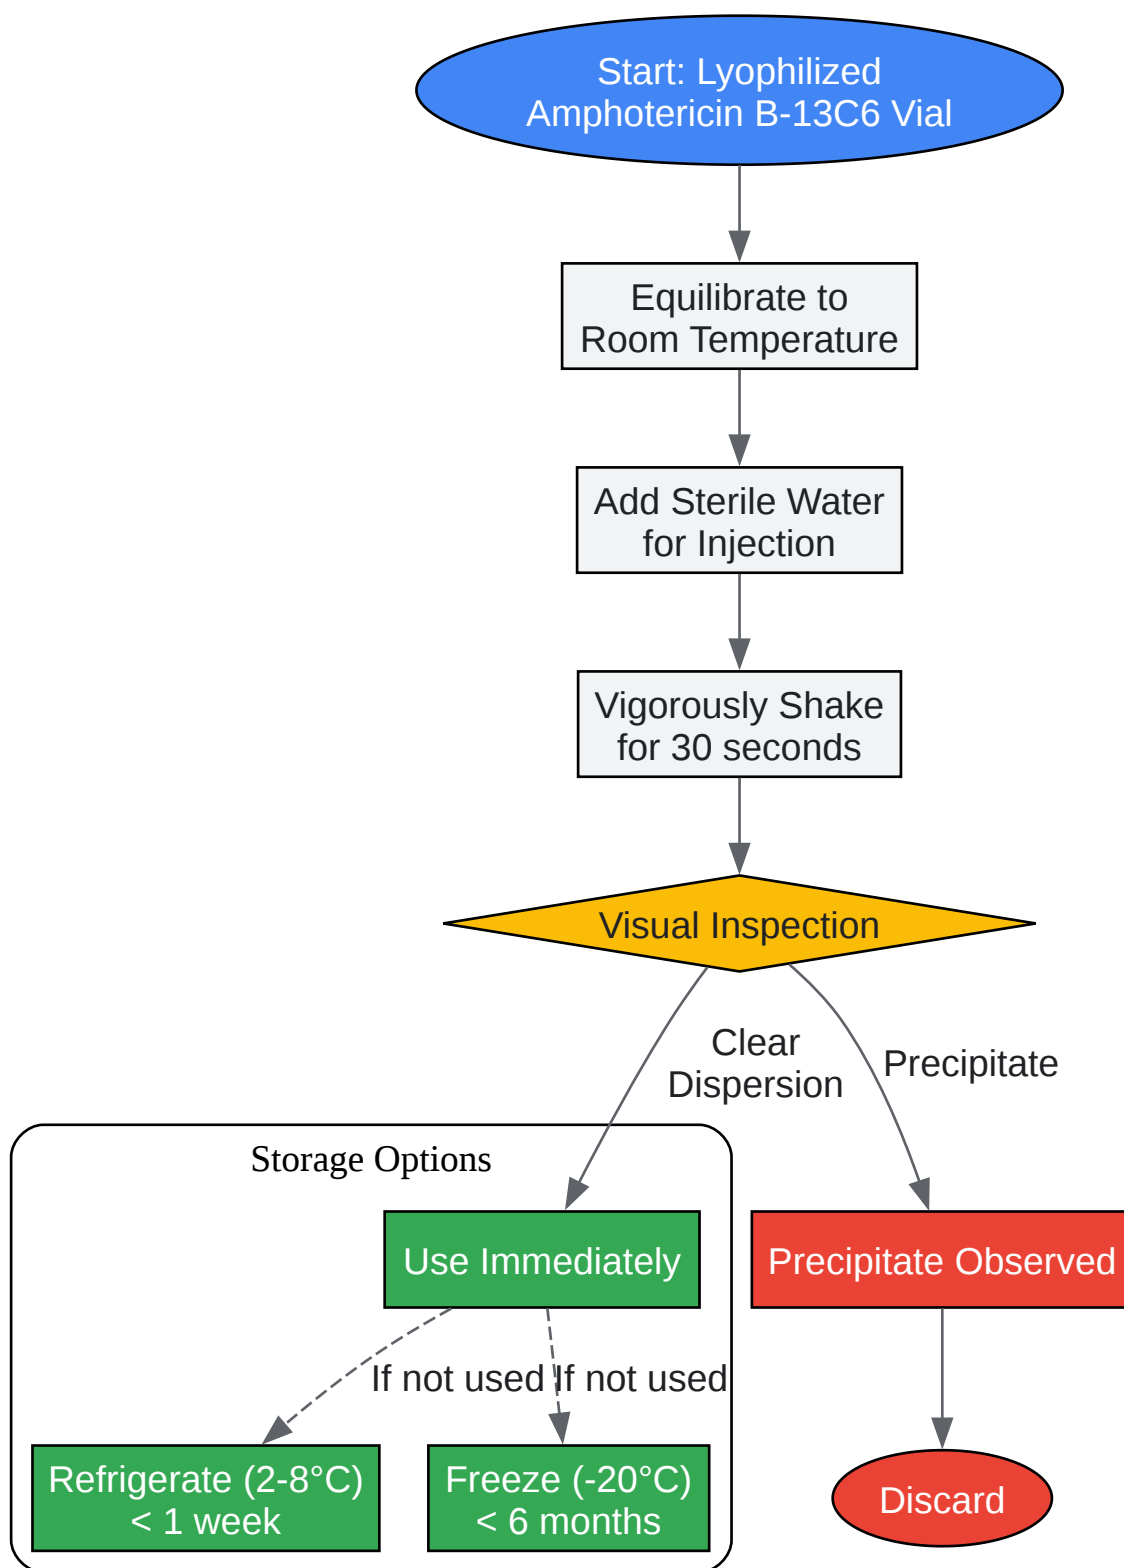 Start: Lyophilized
Amphotericin B-13C6 Vial
Equilibrate to
Room Temperature
Add Sterile Water
for Injection
Vigorously Shake
for 30 seconds
Visual Inspection
Clear
Dispersion
Precipitate
Storage Options
Use Immediately
Precipitate Observed
If not used
If not used
Refrigerate (2-8°C)
< 1 week
Freeze (-20°C)
< 6 months
Discard